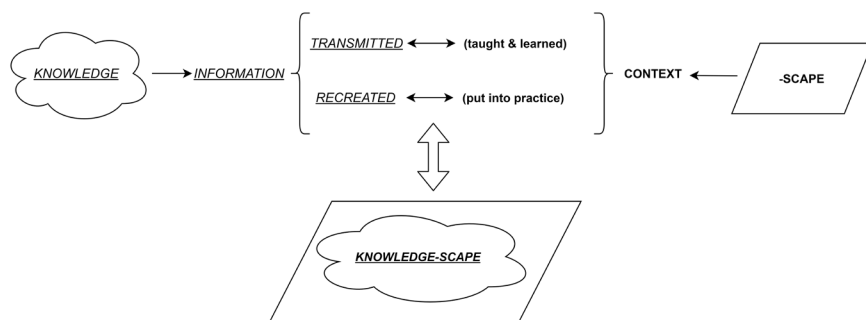 KNOWLEDGE
INFORMATION
TRANSMITTED
(taught & learned)
RECREATED
(put into practice)
CONTEXT
-SCAPE
KNOWLEDGE-SCAPE